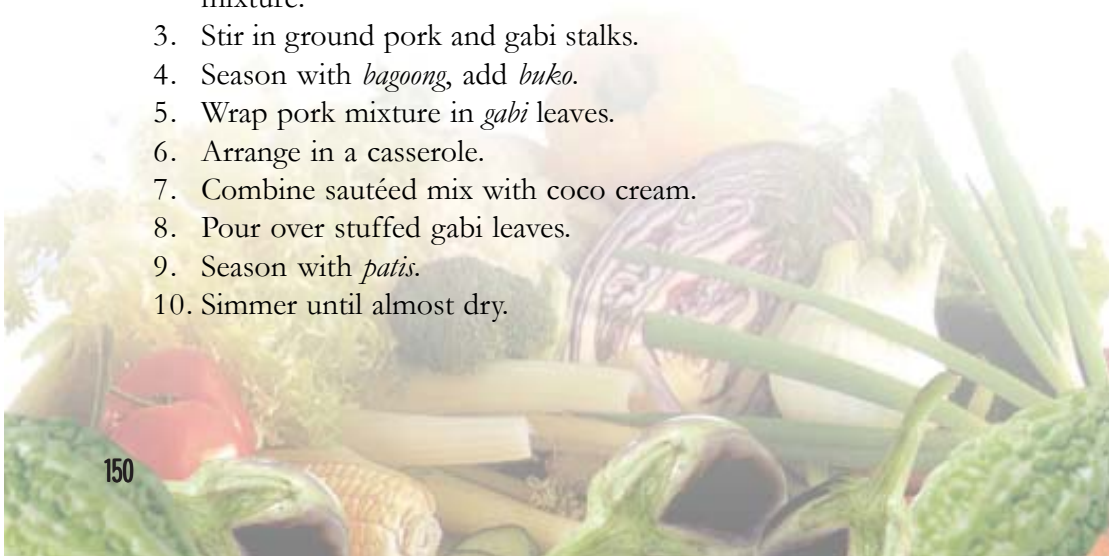 mixture.
3. Stir in ground pork and gabi stalks.
4. Season with bagoong, add buko.
5. Wrap pork mixture in gabi leaves.
6. Arrange in a casserole.
7. Combine sautéed mix with coco cream.
8. Pour over stuffed gabi leaves.
9. Season with patis.
10. Simmer until almost dry.
150